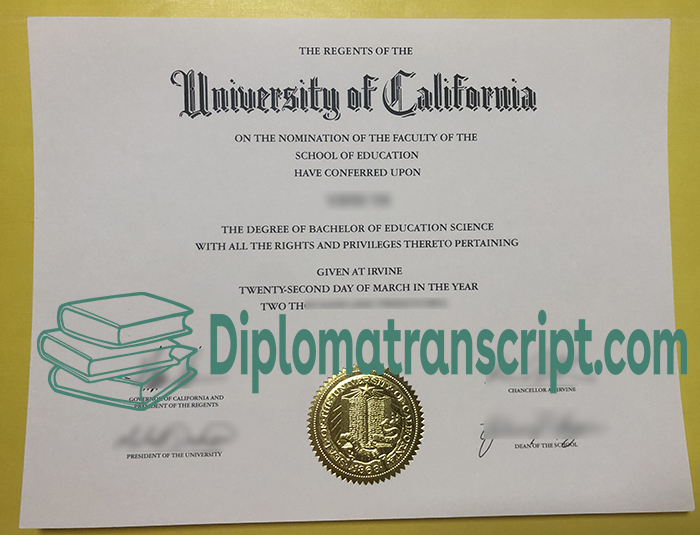 THE REGENTS OF THE
University of California
ON THE NOMINATION OF THE FACULTY OF THE
SCHOOL OF EDUCATION
HAVE CONFERRED UPON
THE DEGREE OF BACHELOR OF EDUCATION SCIENCE
WITH ALL THE RIGHTS AND PRIVILEGES THERETO PERTAINING
GIVEN AT IRVINE
TWENTY-SECOND DAY OF MARCH IN THE YEAR
TWO
Diplomatranscript.com
GOVERNOR OF CALIFORNIA AND
PRESIDENT OF THE REGENTS
CHANCELLOR AT IRVINE
PRESIDENT OF THE UNIVERSITY
DEAN OF THE SCHOOL
1868